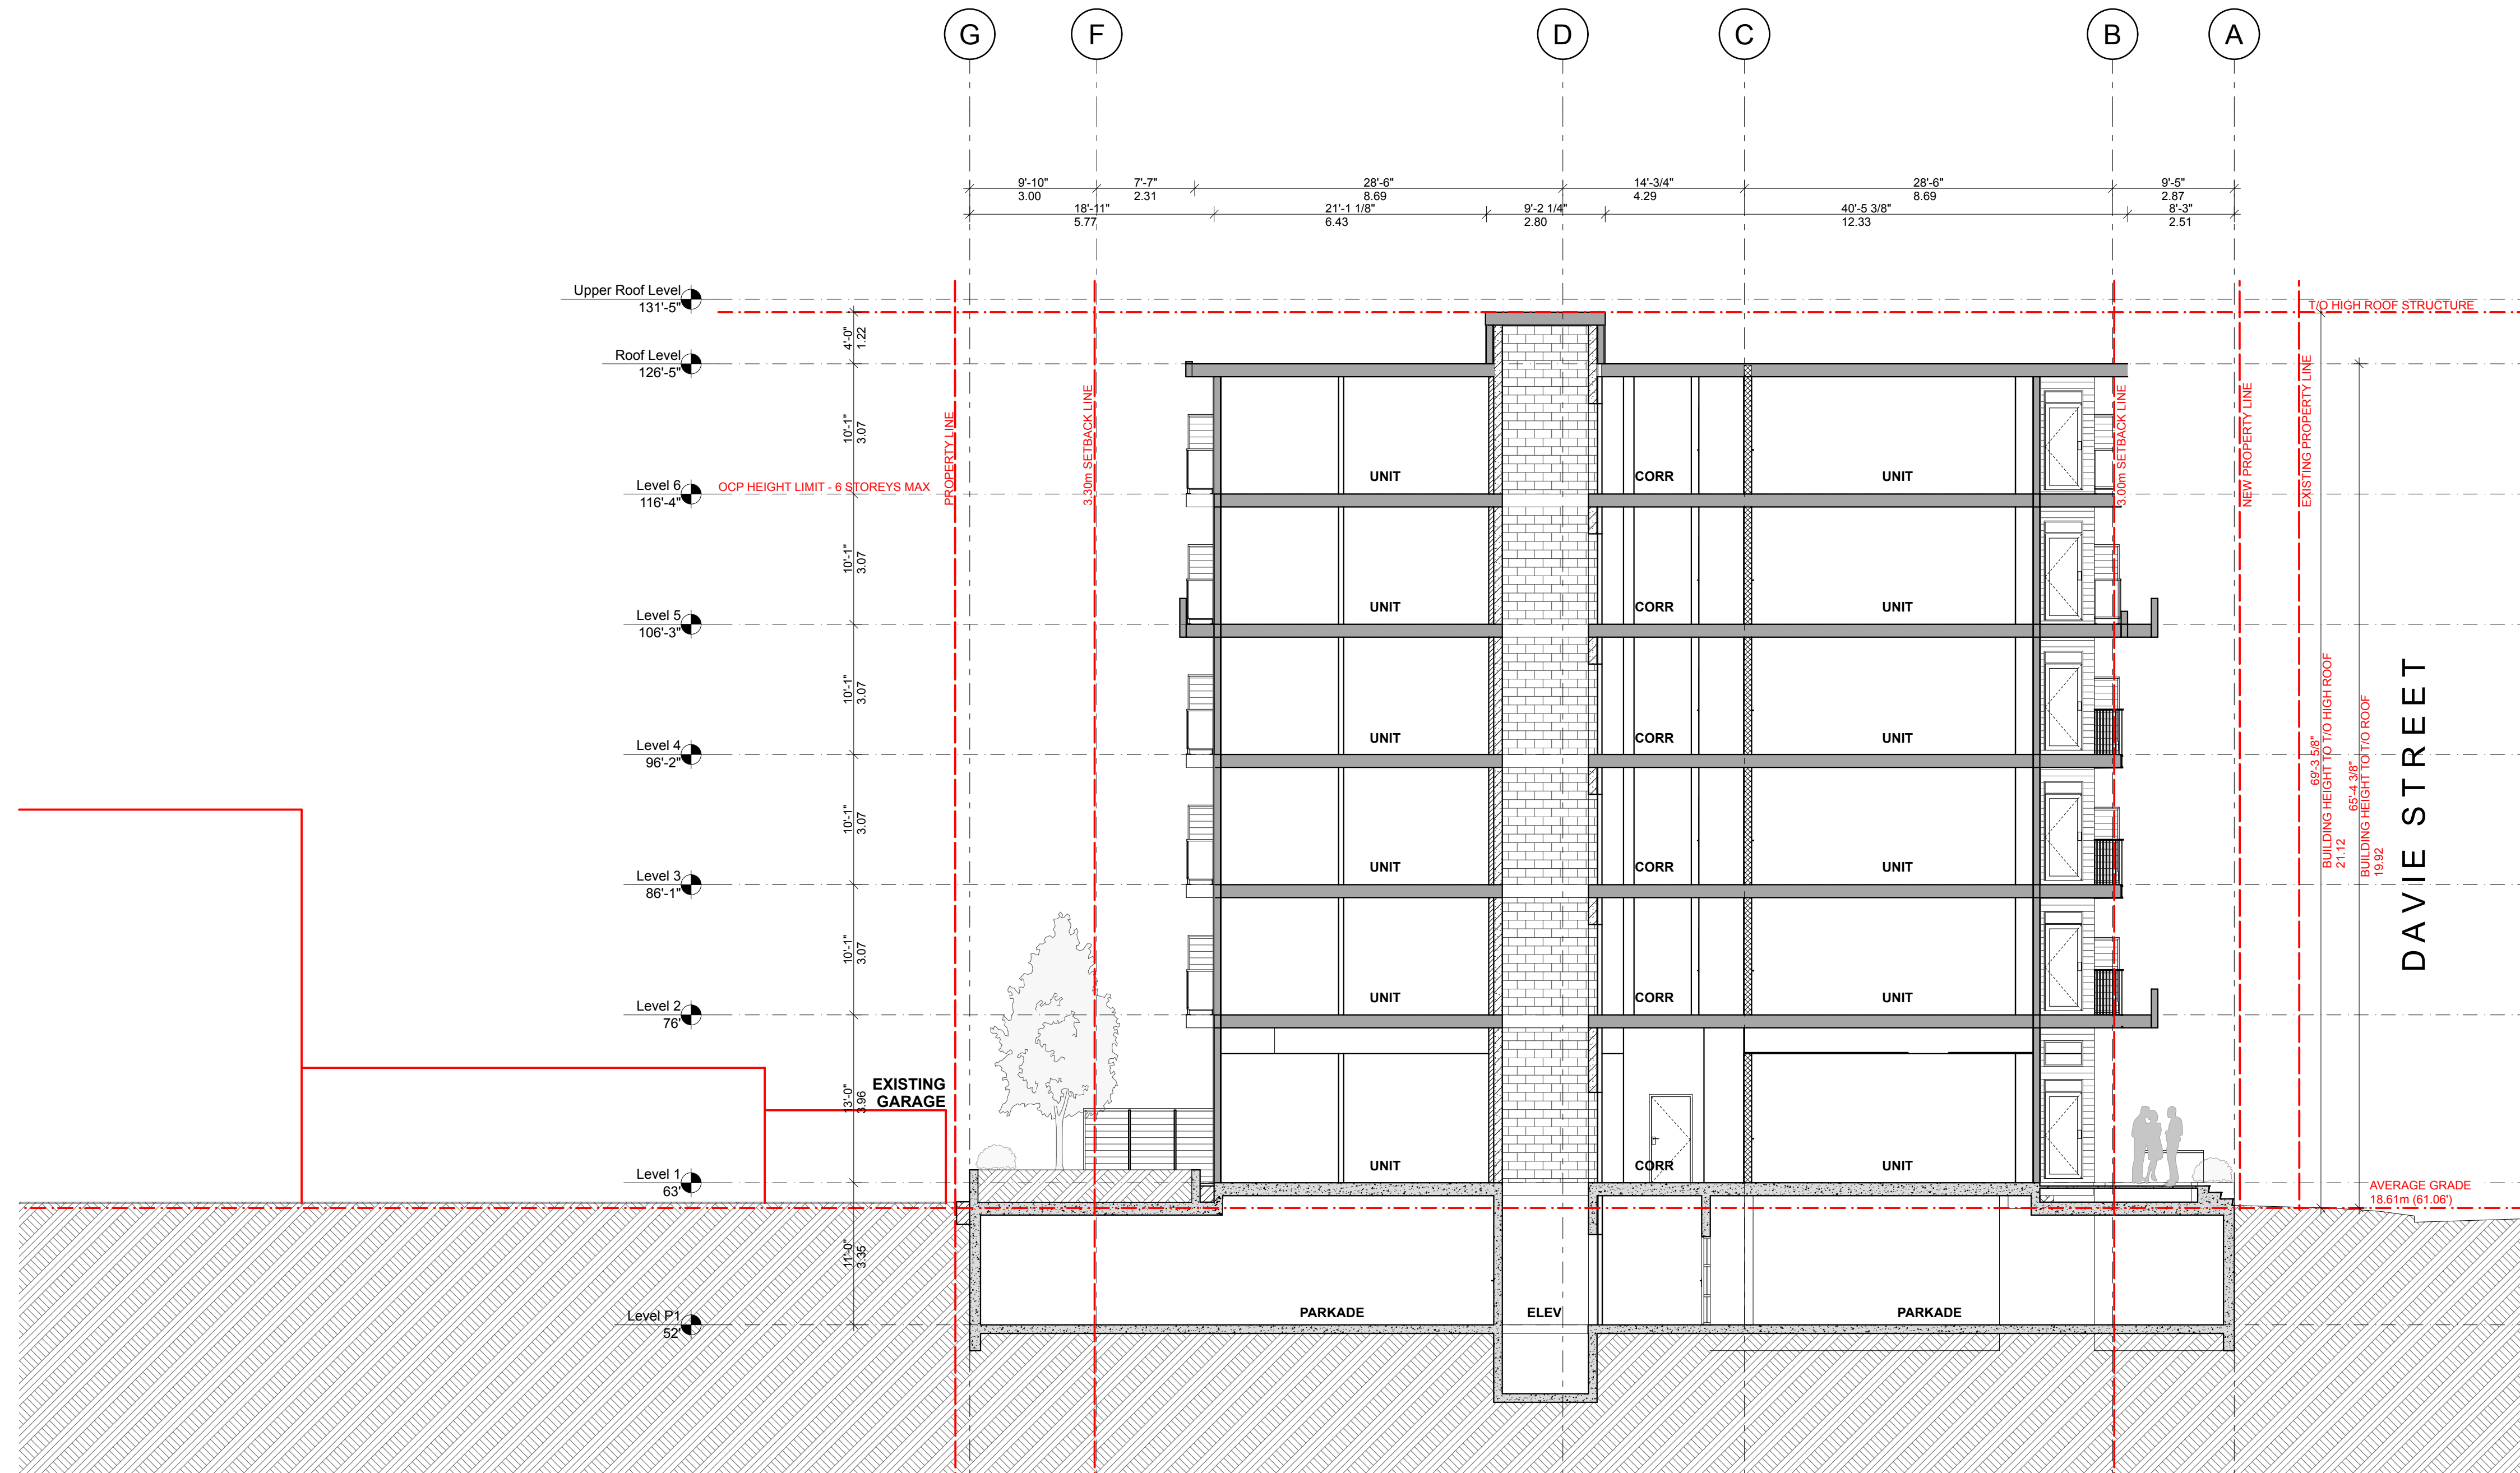 G
F
D
C
B
A
9'-10"
3.00
7'-7"
2.31
28'-6"
8.69
14'-3/4"
4.29
28'-6"
8.69
9'-5"
2.87
18'-11"
5.77
21'-1 1/8"
6.43
9'-2 1/4"
2.80
40'-5 3/8"
12.33
8'-3"
2.51
Upper Roof Level
131'-5"
T/O HIGH ROOF STRUCTURE
4'-0"
1.22
Roof Level
126'-5"
10'-1"
3.07
PROPERTY LINE
3.30m SETBACK LINE
3.00m SETBACK LINE
NEW PROPERTY LINE
EXISTING PROPERTY LINE
UNIT
CORR
UNIT
Level 6
116'-4"
OCP HEIGHT LIMIT - 6 STOREYS MAX
10'-1"
3.07
UNIT
CORR
UNIT
Level 5
106'-3"
10'-1"
3.07
UNIT
CORR
UNIT
69'-3 5/8"
BUILDING HEIGHT TO T/O HIGH ROOF
21.12
65'-4 3/8"
BUILDING HEIGHT TO T/O ROOF
19.92
DAVIE STREET
Level 4
96'-2"
10'-1"
3.07
UNIT
CORR
UNIT
Level 3
86'-1"
10'-1"
3.07
UNIT
CORR
UNIT
Level 2
76'
EXISTING
GARAGE
13'-0"
3.96
UNIT
CORR
UNIT
Level 1
63'
AVERAGE GRADE
18.61m (61.06')
11'-0"
3.35
PARKADE
ELEV
PARKADE
Level P1
52'